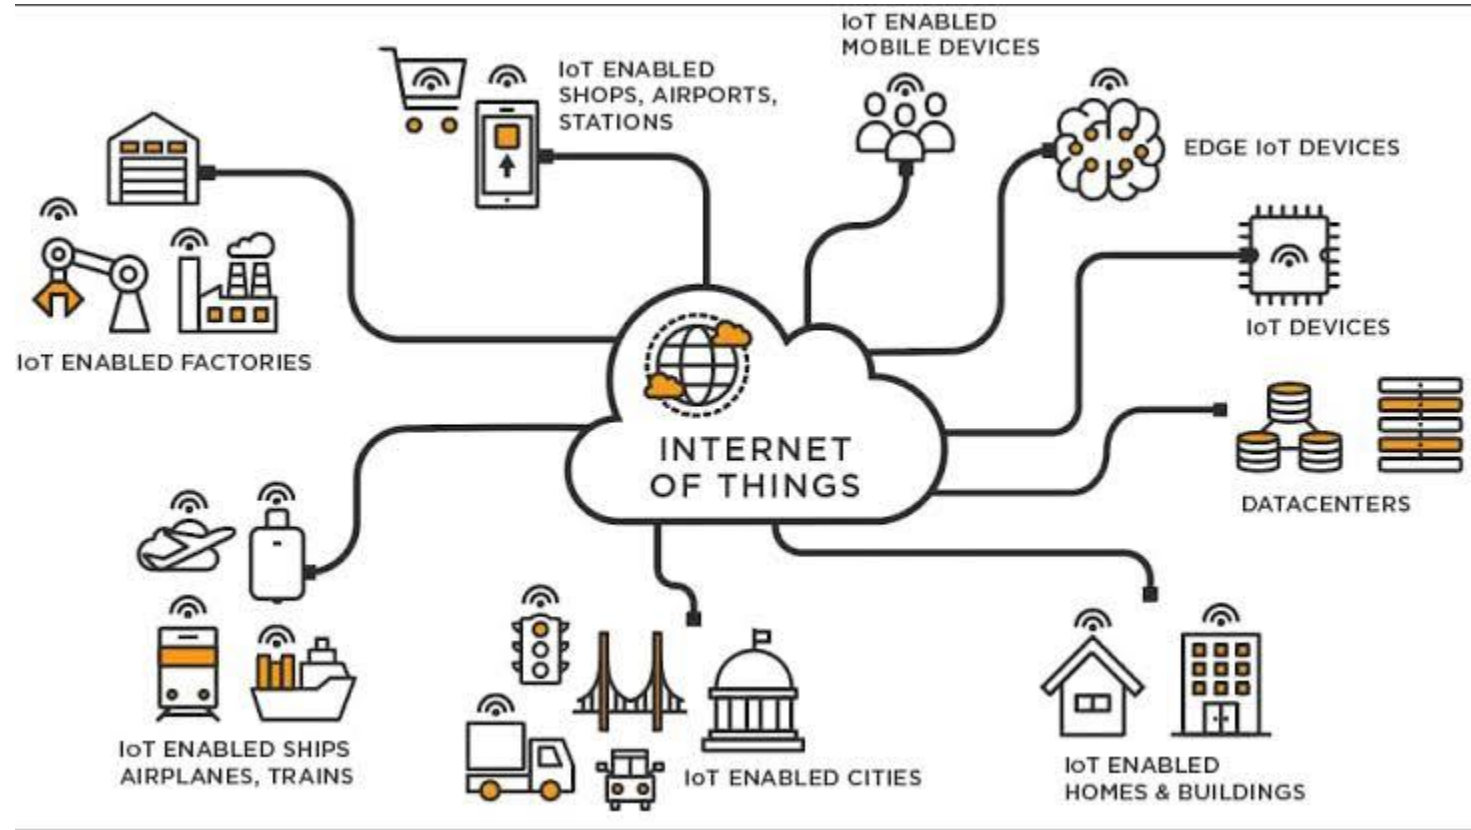 IoT ENABLED
MOBILE DEVICES
IoT ENABLED
SHOPS, AIRPORTS,
STATIONS
EDGE IoT DEVICES
IoT DEVICES
IoT ENABLED FACTORIES
INTERNET
OF THINGS
DATACENTERS
IoT ENABLED SHIPS
AIRPLANES, TRAINS
IoT ENABLED CITIES
IoT ENABLED
HOMES & BUILDINGS